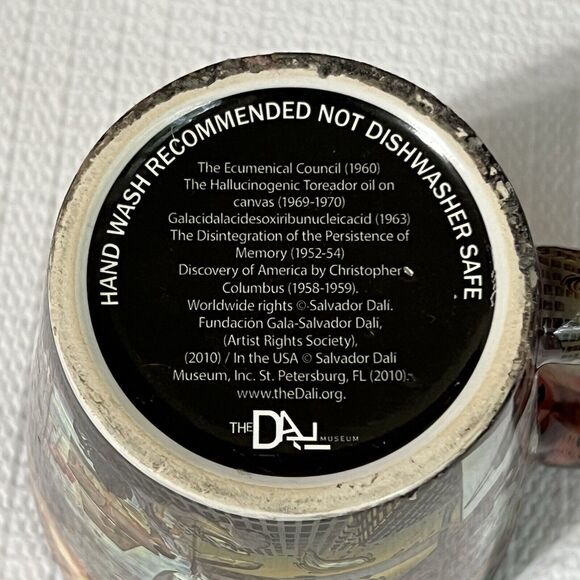 HAND WASH RECOMMENDED NOT DISHWASHER SAFE
The Ecumenical Council (1960)
The Hallucinogenic Toreador oil on
canvas (1969-1970)
Galacidalacidesoxiribunucleicacid (1963)
The Disintegration of the Persistence of
Memory (1952-54)
Discovery of America by Christopher
Columbus (1958-1959).
Worldwide rights © Salvador Dalí.
Fundación Gala-Salvador Dalí,
(Artist Rights Society),
(2010) / In the USA © Salvador Dalí
Museum, Inc. St. Petersburg, FL (2010).
www.theDali.org.
THE DALÍ MUSEUM